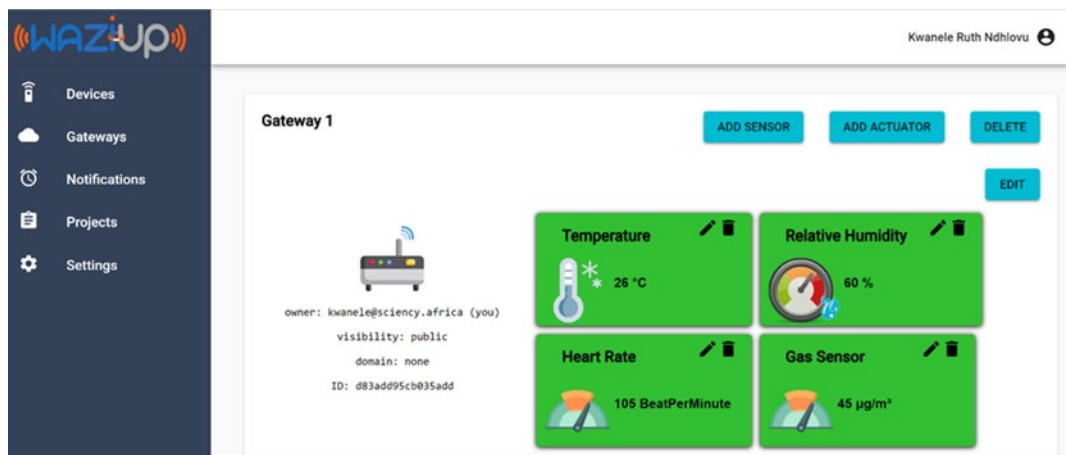 WAZIUP
Kwanele Ruth Ndhlovu
Devices
Gateways
Notifications
Projects
Settings
Gateway 1
ADD SENSOR
ADD ACTUATOR
DELETE
EDIT
owner: kwanele@sciency.africa (you)
visibility: public
domain: none
ID: d83add95cb035add
Temperature
26 °C
Relative Humidity
60 %
Heart Rate
105 BeatPerMinute
Gas Sensor
45 µg/m³